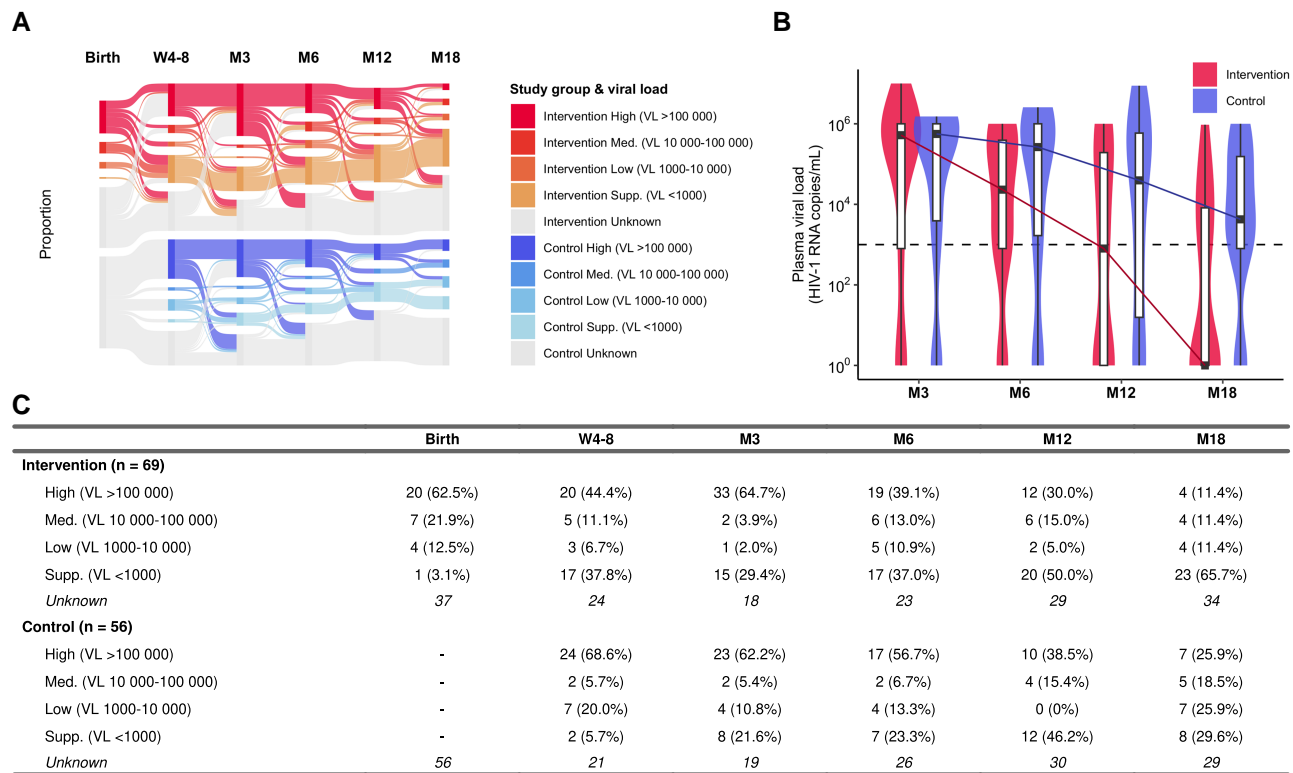 A
Birth W4-8 M3 M6 M12 M18
Proportion
Study group & viral load
Intervention High (VL >100 000)
Intervention Med. (VL 10 000-100 000)
Intervention Low (VL 1000-10 000)
Intervention Supp. (VL <1000)
Intervention Unknown
Control High (VL >100 000)
Control Med. (VL 10 000-100 000)
Control Low (VL 1000-10 000)
Control Supp. (VL <1000)
Control Unknown
B
Intervention
Control
Plasma viral load
(HIV-1 RNA copies/mL)
10⁶
10⁴
10²
10⁰
M3 M6 M12 M18
C
Birth W4-8 M3 M6 M12 M18
Intervention (n = 69)
High (VL >100 000) 20 (62.5%) 20 (44.4%) 33 (64.7%) 19 (39.1%) 12 (30.0%) 4 (11.4%)
Med. (VL 10 000-100 000) 7 (21.9%) 5 (11.1%) 2 (3.9%) 6 (13.0%) 6 (15.0%) 4 (11.4%)
Low (VL 1000-10 000) 4 (12.5%) 3 (6.7%) 1 (2.0%) 5 (10.9%) 2 (5.0%) 4 (11.4%)
Supp. (VL <1000) 1 (3.1%) 17 (37.8%) 15 (29.4%) 17 (37.0%) 20 (50.0%) 23 (65.7%)
Unknown 37 24 18 23 29 34
Control (n = 56)
High (VL >100 000) - 24 (68.6%) 23 (62.2%) 17 (56.7%) 10 (38.5%) 7 (25.9%)
Med. (VL 10 000-100 000) - 2 (5.7%) 2 (5.4%) 2 (6.7%) 4 (15.4%) 5 (18.5%)
Low (VL 1000-10 000) - 7 (20.0%) 4 (10.8%) 4 (13.3%) 0 (0%) 7 (25.9%)
Supp. (VL <1000) - 2 (5.7%) 8 (21.6%) 7 (23.3%) 12 (46.2%) 8 (29.6%)
Unknown 56 21 19 26 30 29